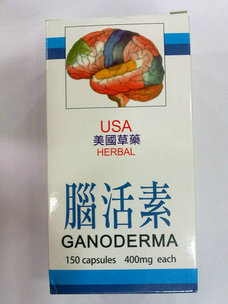 USA
美國草藥
HERBAL
腦活素
GANODERMA
150 capsules 400mg each